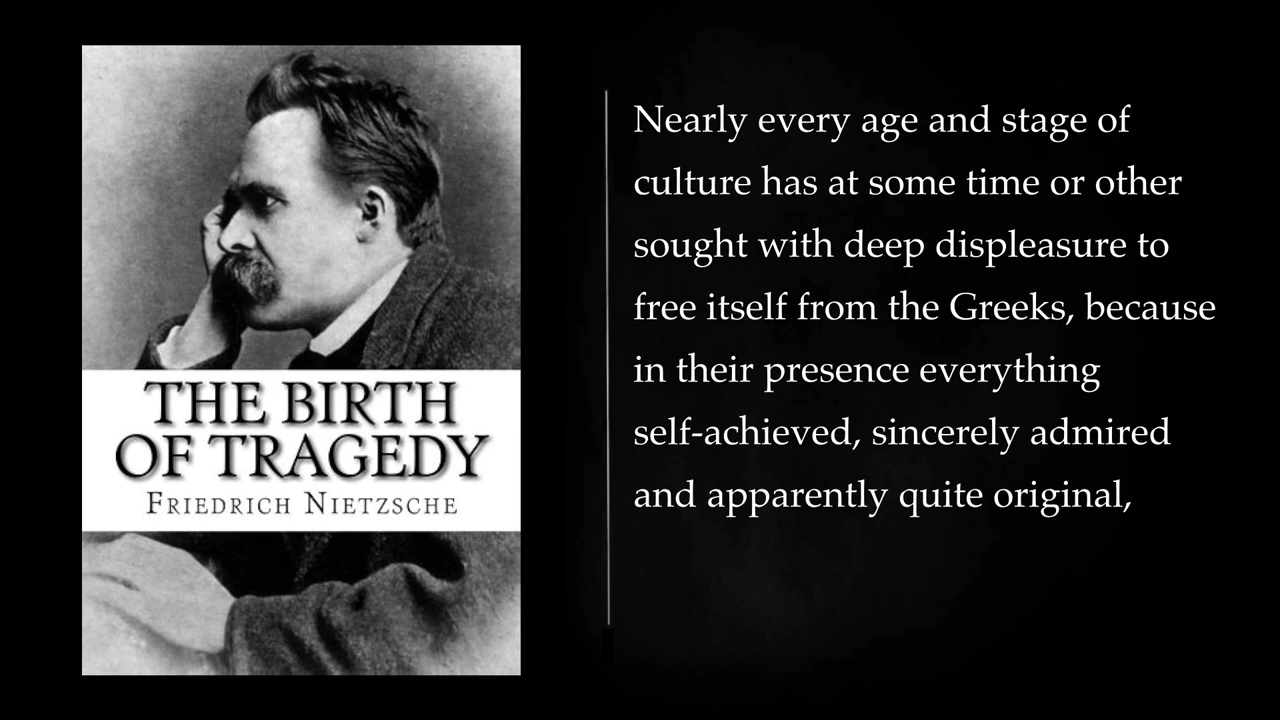 THE BIRTH
OF TRAGEDY
FRIEDRICH NIETZSCHE
Nearly every age and stage of
culture has at some time or other
sought with deep displeasure to
free itself from the Greeks, because
in their presence everything
self-achieved, sincerely admired
and apparently quite original,